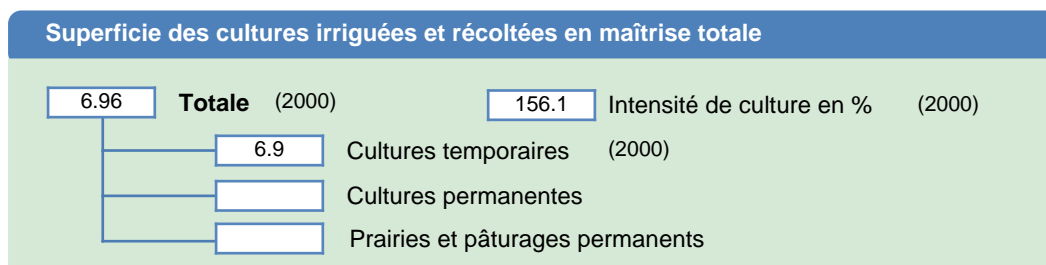 Superficie des cultures irriguées et récoltées en maîtrise totale
6.96 Totale (2000) 156.1 Intensité de culture en % (2000)
6.9 Cultures temporaires (2000)
Cultures permanentes
Prairies et pâturages permanents